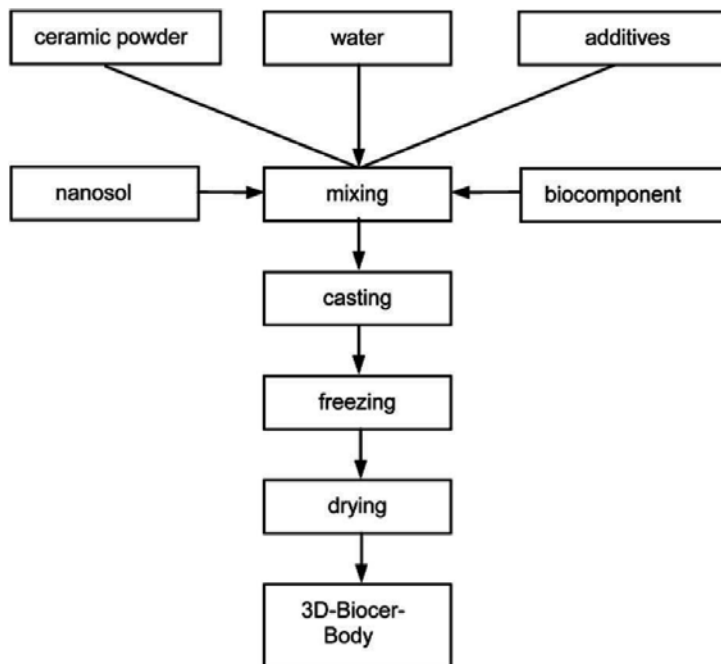 ceramic powder
water
additives
nanosol
mixing
biocomponent
casting
freezing
drying
3D-Biocer-
Body